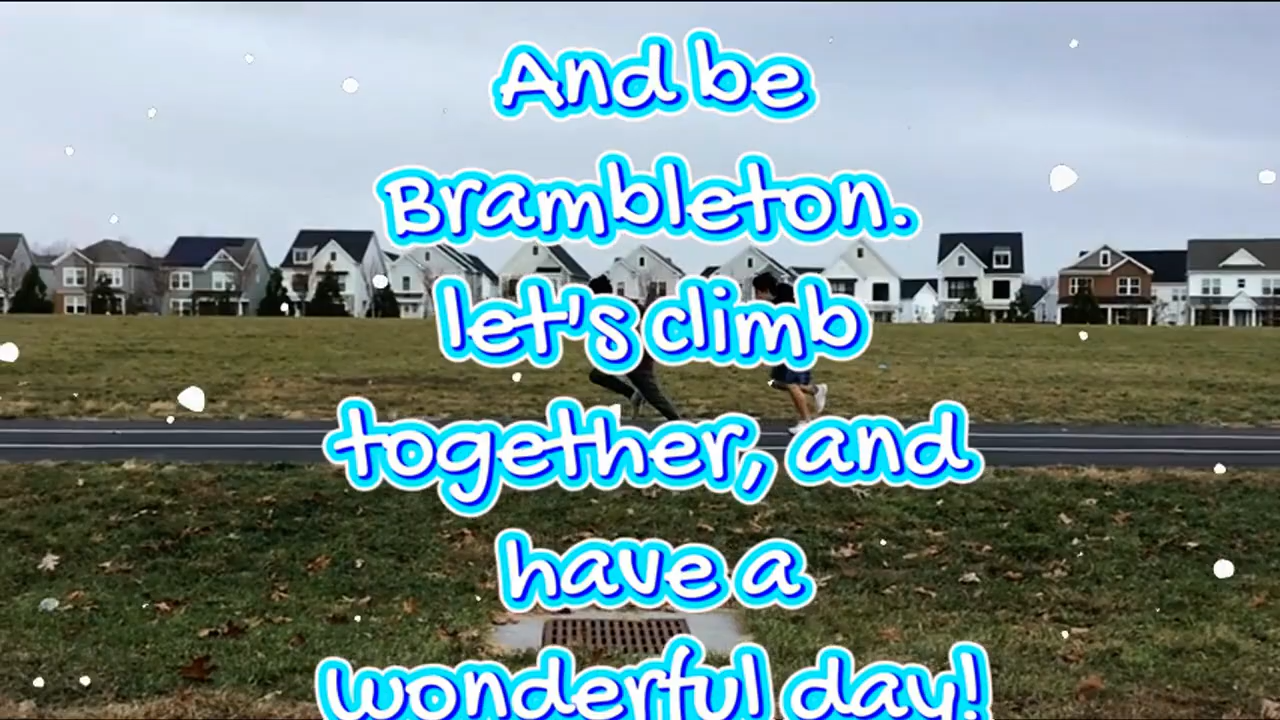 And be
Brambleton.
let's climb
together, and
have a
wonderful day!